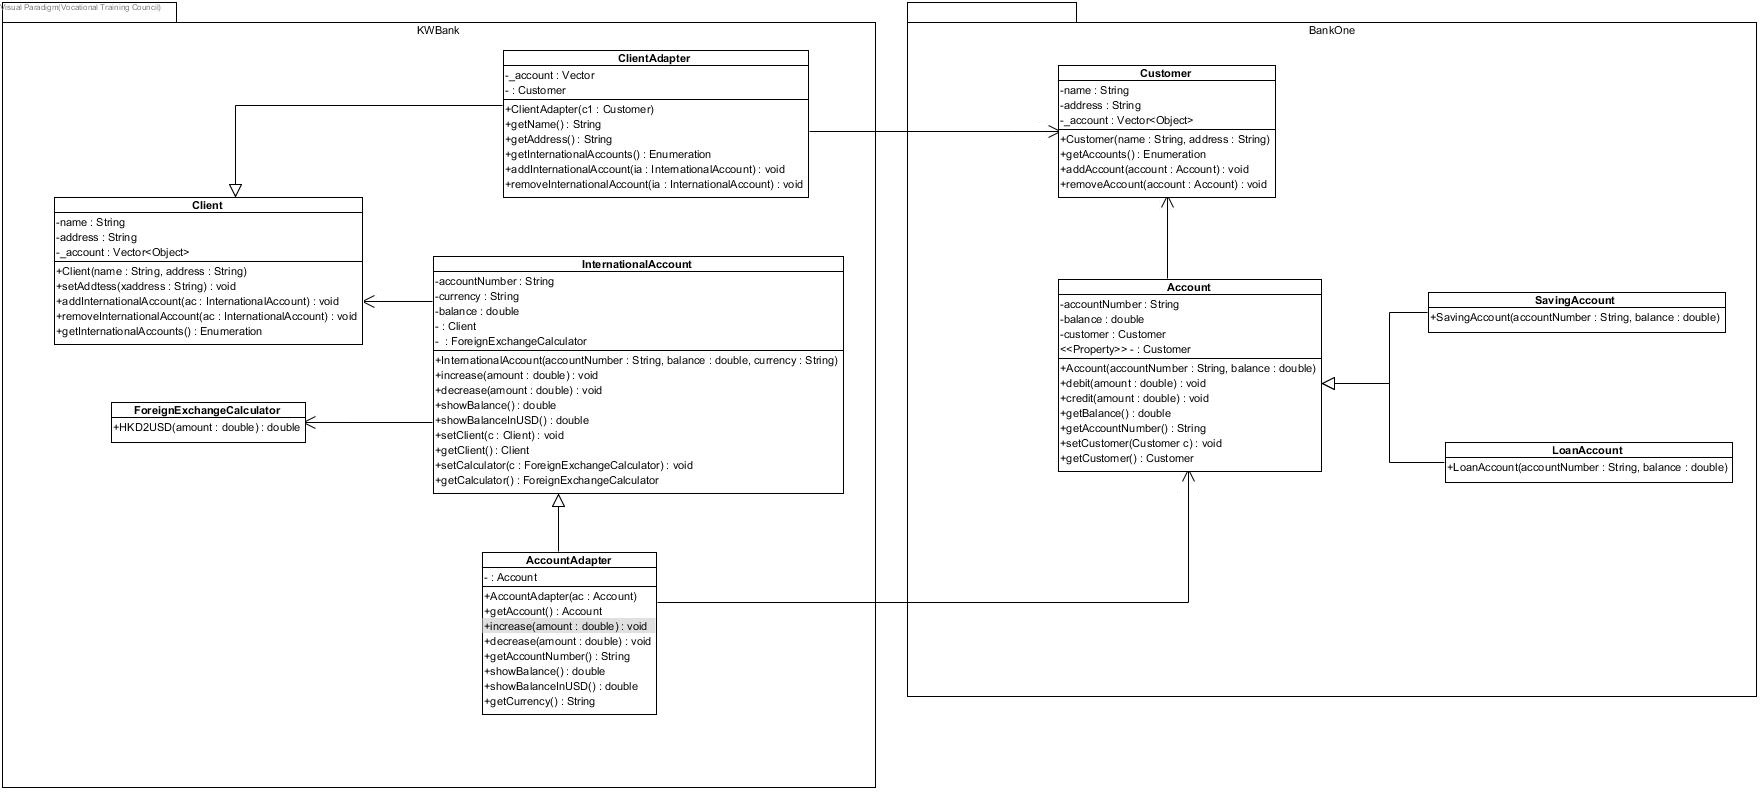 Visual Paradigm(Vocational Training Council)
KWBank
ClientAdapter
-_account : Vector
- : Customer
+ClientAdapter(c1 : Customer)
+getName() : String
+getAddress() : String
+getInternationalAccounts() : Enumeration
+addInternationalAccount(ia : InternationalAccount) : void
+removeInternationalAccount(ia : InternationalAccount) : void
Client
-name : String
-address : String
-_account : Vector<Object>
+Client(name : String, address : String)
+setAddtess(xaddress : String) : void
+addInternationalAccount(ac : InternationalAccount) : void
+removeInternationalAccount(ac : InternationalAccount) : void
+getInternationalAccounts() : Enumeration
InternationalAccount
-accountNumber : String
-currency : String
-balance : double
- : Client
- : ForeignExchangeCalculator
+InternationalAccount(accountNumber : String, balance : double, currency : String)
+increase(amount : double) : void
+decrease(amount : double) : void
+showBalance() : double
+showBalanceInUSD() : double
+setClient(c : Client) : void
+getClient() : Client
+setCalculator(c : ForeignExchangeCalculator) : void
+getCalculator() : ForeignExchangeCalculator
ForeignExchangeCalculator
+HKD2USD(amount : double) : double
AccountAdapter
- : Account
+AccountAdapter(ac : Account)
+getAccount() : Account
+increase(amount : double) : void
+decrease(amount : double) : void
+getAccountNumber() : String
+showBalance() : double
+showBalanceInUSD() : double
+getCurrency() : String
BankOne
Customer
-name : String
-address : String
-_account : Vector<Object>
+Customer(name : String, address : String)
+getAccounts() : Enumeration
+addAccount(account : Account) : void
+removeAccount(account : Account) : void
Account
-accountNumber : String
-balance : double
-customer : Customer
<<Property>> - : Customer
+Account(accountNumber : String, balance : double)
+debit(amount : double) : void
+credit(amount : double) : void
+getBalance() : double
+getAccountNumber() : String
+setCustomer(Customer c) : void
+getCustomer() : Customer
SavingAccount
+SavingAccount(accountNumber : String, balance : double)
LoanAccount
+LoanAccount(accountNumber : String, balance : double)